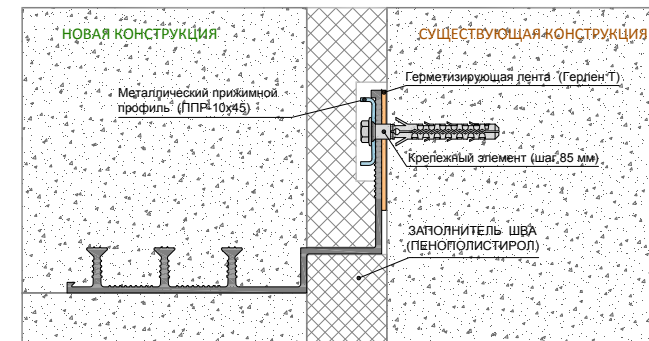 НОВАЯ КОНСТРУКЦИЯ
СУЩЕСТВУЮЩАЯ КОНСТРУКЦИЯ
Герметизирующая лента (Герлен Т)
Металлический прижимной
профиль (ППР-10х45)
Крепежный элемент (шаг 85 мм)
ЗАПОЛНИТЕЛЬ ШВА
(ПЕНОПОЛИСТИРОЛ)